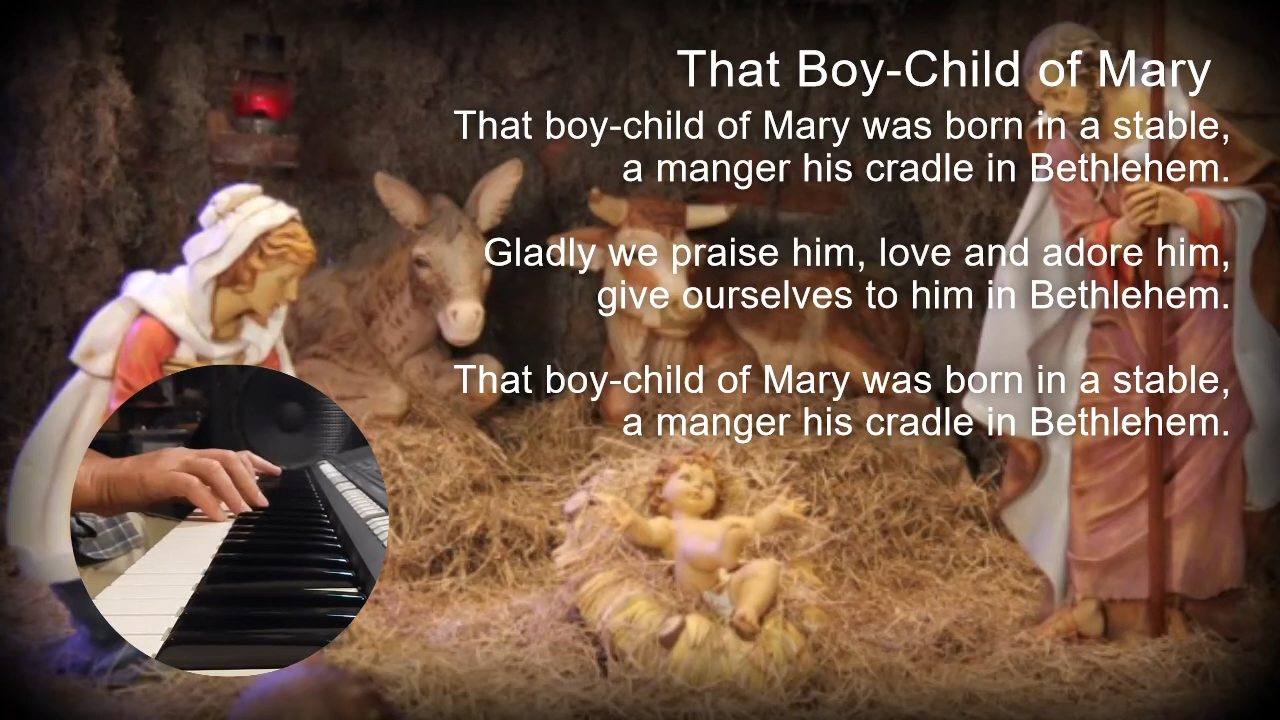 That Boy-Child of Mary
That boy-child of Mary was born in a stable,
a manger his cradle in Bethlehem.
Gladly we praise him, love and adore him,
give ourselves to him in Bethlehem.
That boy-child of Mary was born in a stable,
a manger his cradle in Bethlehem.